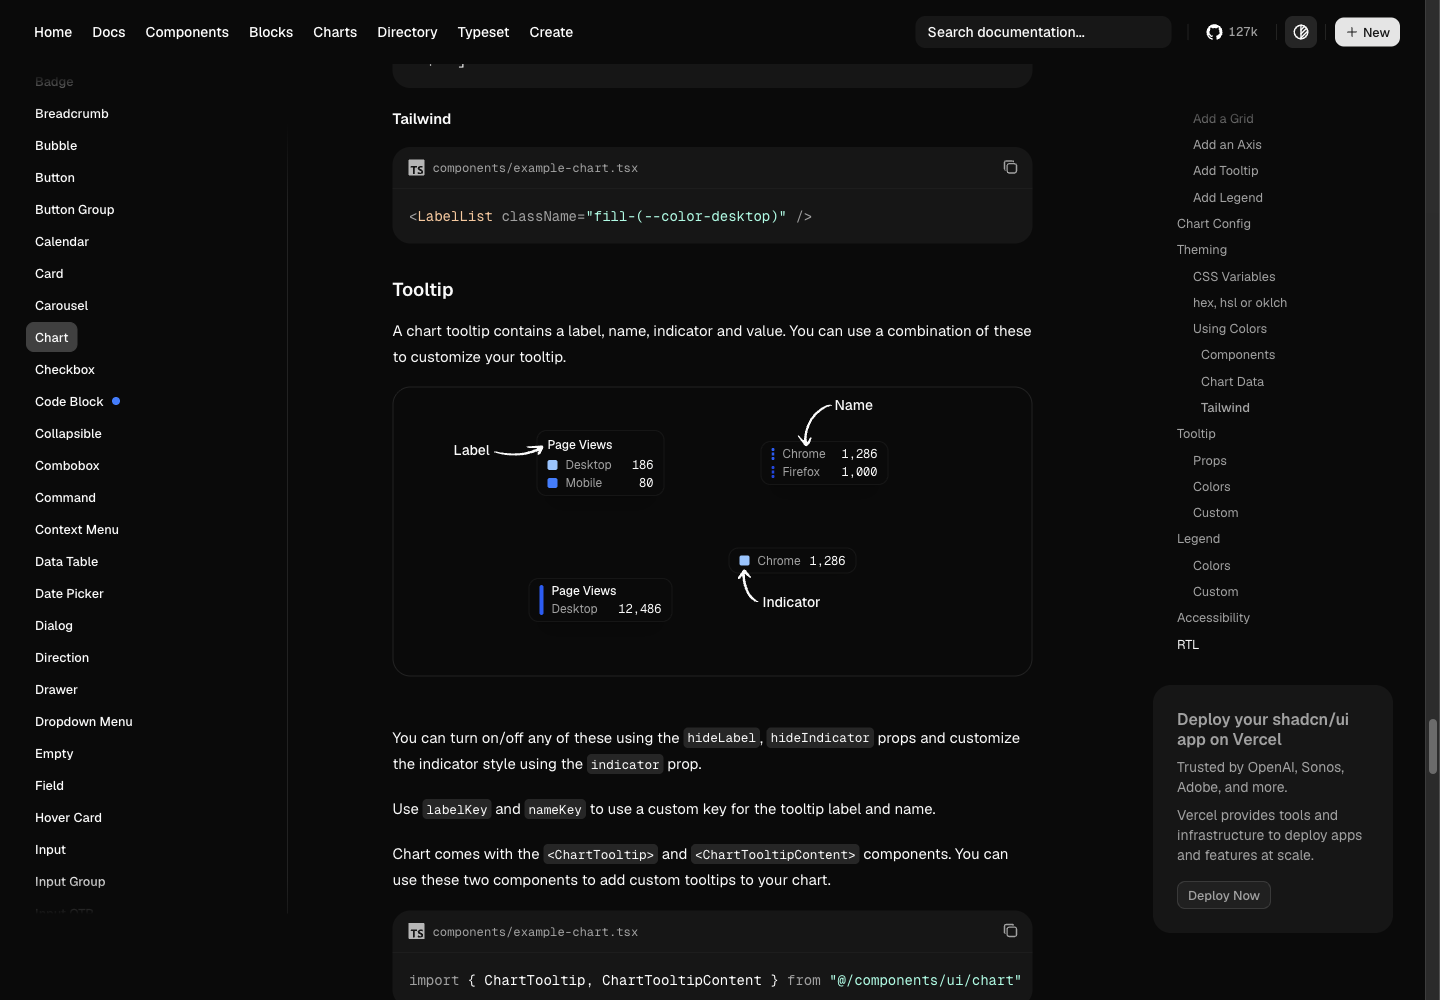 Home Docs Components Blocks Charts Directory Typeset Create
Search documentation...
127k
New
Badge
Breadcrumb
Bubble
Button
Button Group
Calendar
Card
Carousel
Chart
Checkbox
Code Block
Collapsible
Combobox
Command
Context Menu
Data Table
Date Picker
Dialog
Direction
Drawer
Dropdown Menu
Empty
Field
Hover Card
Input
Input Group
Input OTP
Tailwind
TS components/example-chart.tsx
<LabelList className="fill-(--color-desktop)" />
Tooltip
A chart tooltip contains a label, name, indicator and value. You can use a combination of these
to customize your tooltip.
Label
Page Views
Desktop 186
Mobile 80
Name
Chrome 1,286
Firefox 1,000
Chrome 1,286
Indicator
Page Views
Desktop 12,486
You can turn on/off any of these using the hideLabel, hideIndicator props and customize
the indicator style using the indicator prop.
Use labelKey and nameKey to use a custom key for the tooltip label and name.
Chart comes with the <ChartTooltip> and <ChartTooltipContent> components. You can
use these two components to add custom tooltips to your chart.
TS components/example-chart.tsx
import { ChartTooltip, ChartTooltipContent } from "@/components/ui/chart"
Add a Grid
Add an Axis
Add Tooltip
Add Legend
Chart Config
Theming
CSS Variables
hex, hsl or oklch
Using Colors
Components
Chart Data
Tailwind
Tooltip
Props
Colors
Custom
Legend
Colors
Custom
Accessibility
RTL
Deploy your shadcn/ui
app on Vercel
Trusted by OpenAI, Sonos,
Adobe, and more.
Vercel provides tools and
infrastructure to deploy apps
and features at scale.
Deploy Now